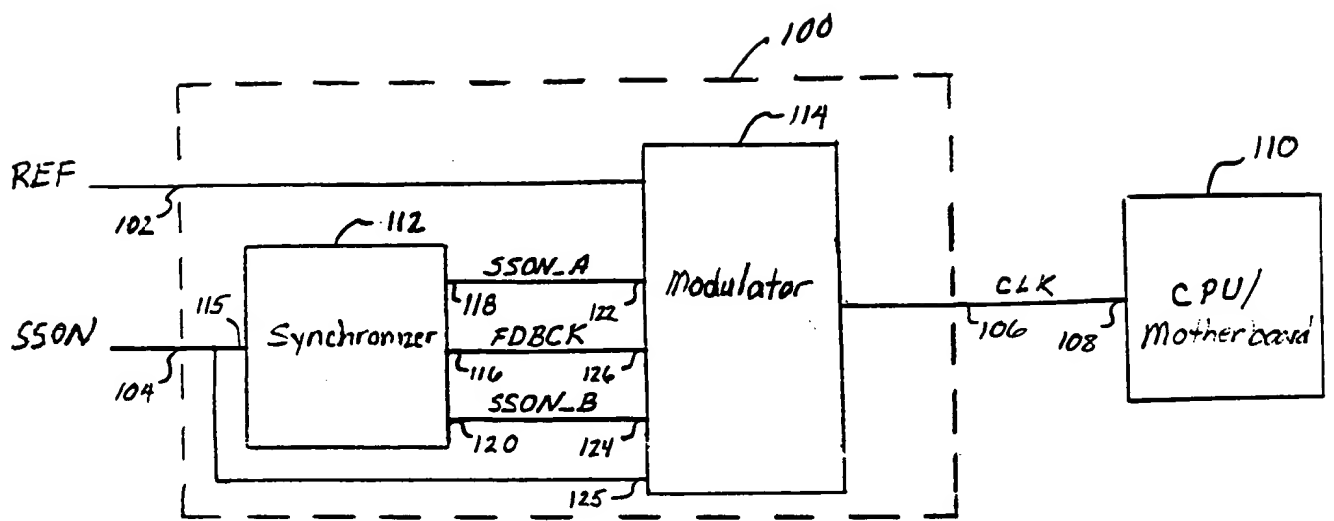 100
114
110
REF
102
112
SSON_A
118
122
Modulator
CLK
106
108
CPU/
Motherboard
115
SSON
104
Synchronizer
FDBCK
116
126
SSON_B
120
124
125